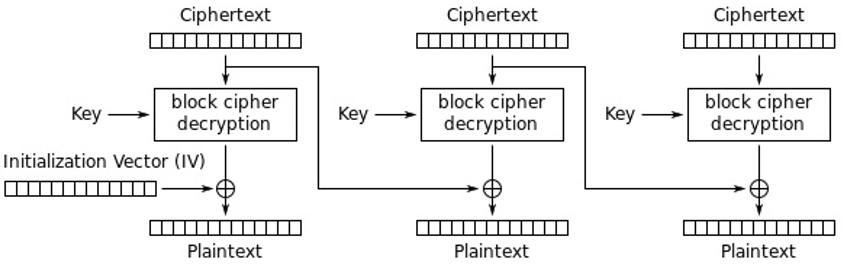 Ciphertext
Ciphertext
Ciphertext
Key
block cipher
decryption
Key
block cipher
decryption
Key
block cipher
decryption
Initialization Vector (IV)
Plaintext
Plaintext
Plaintext